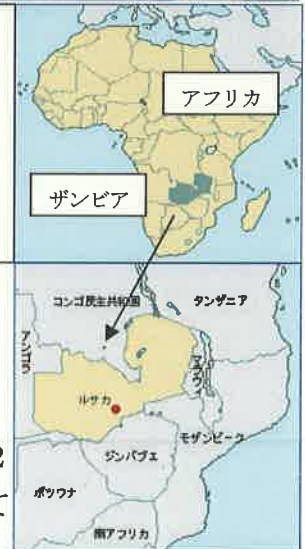 アフリカ
ザンビア
コンゴ民主共和国
タンザニア
アンゴラ
マラウィ
ルサカ
モザンビーク
ジンバブエ
ボツワナ
南アフリカ
2